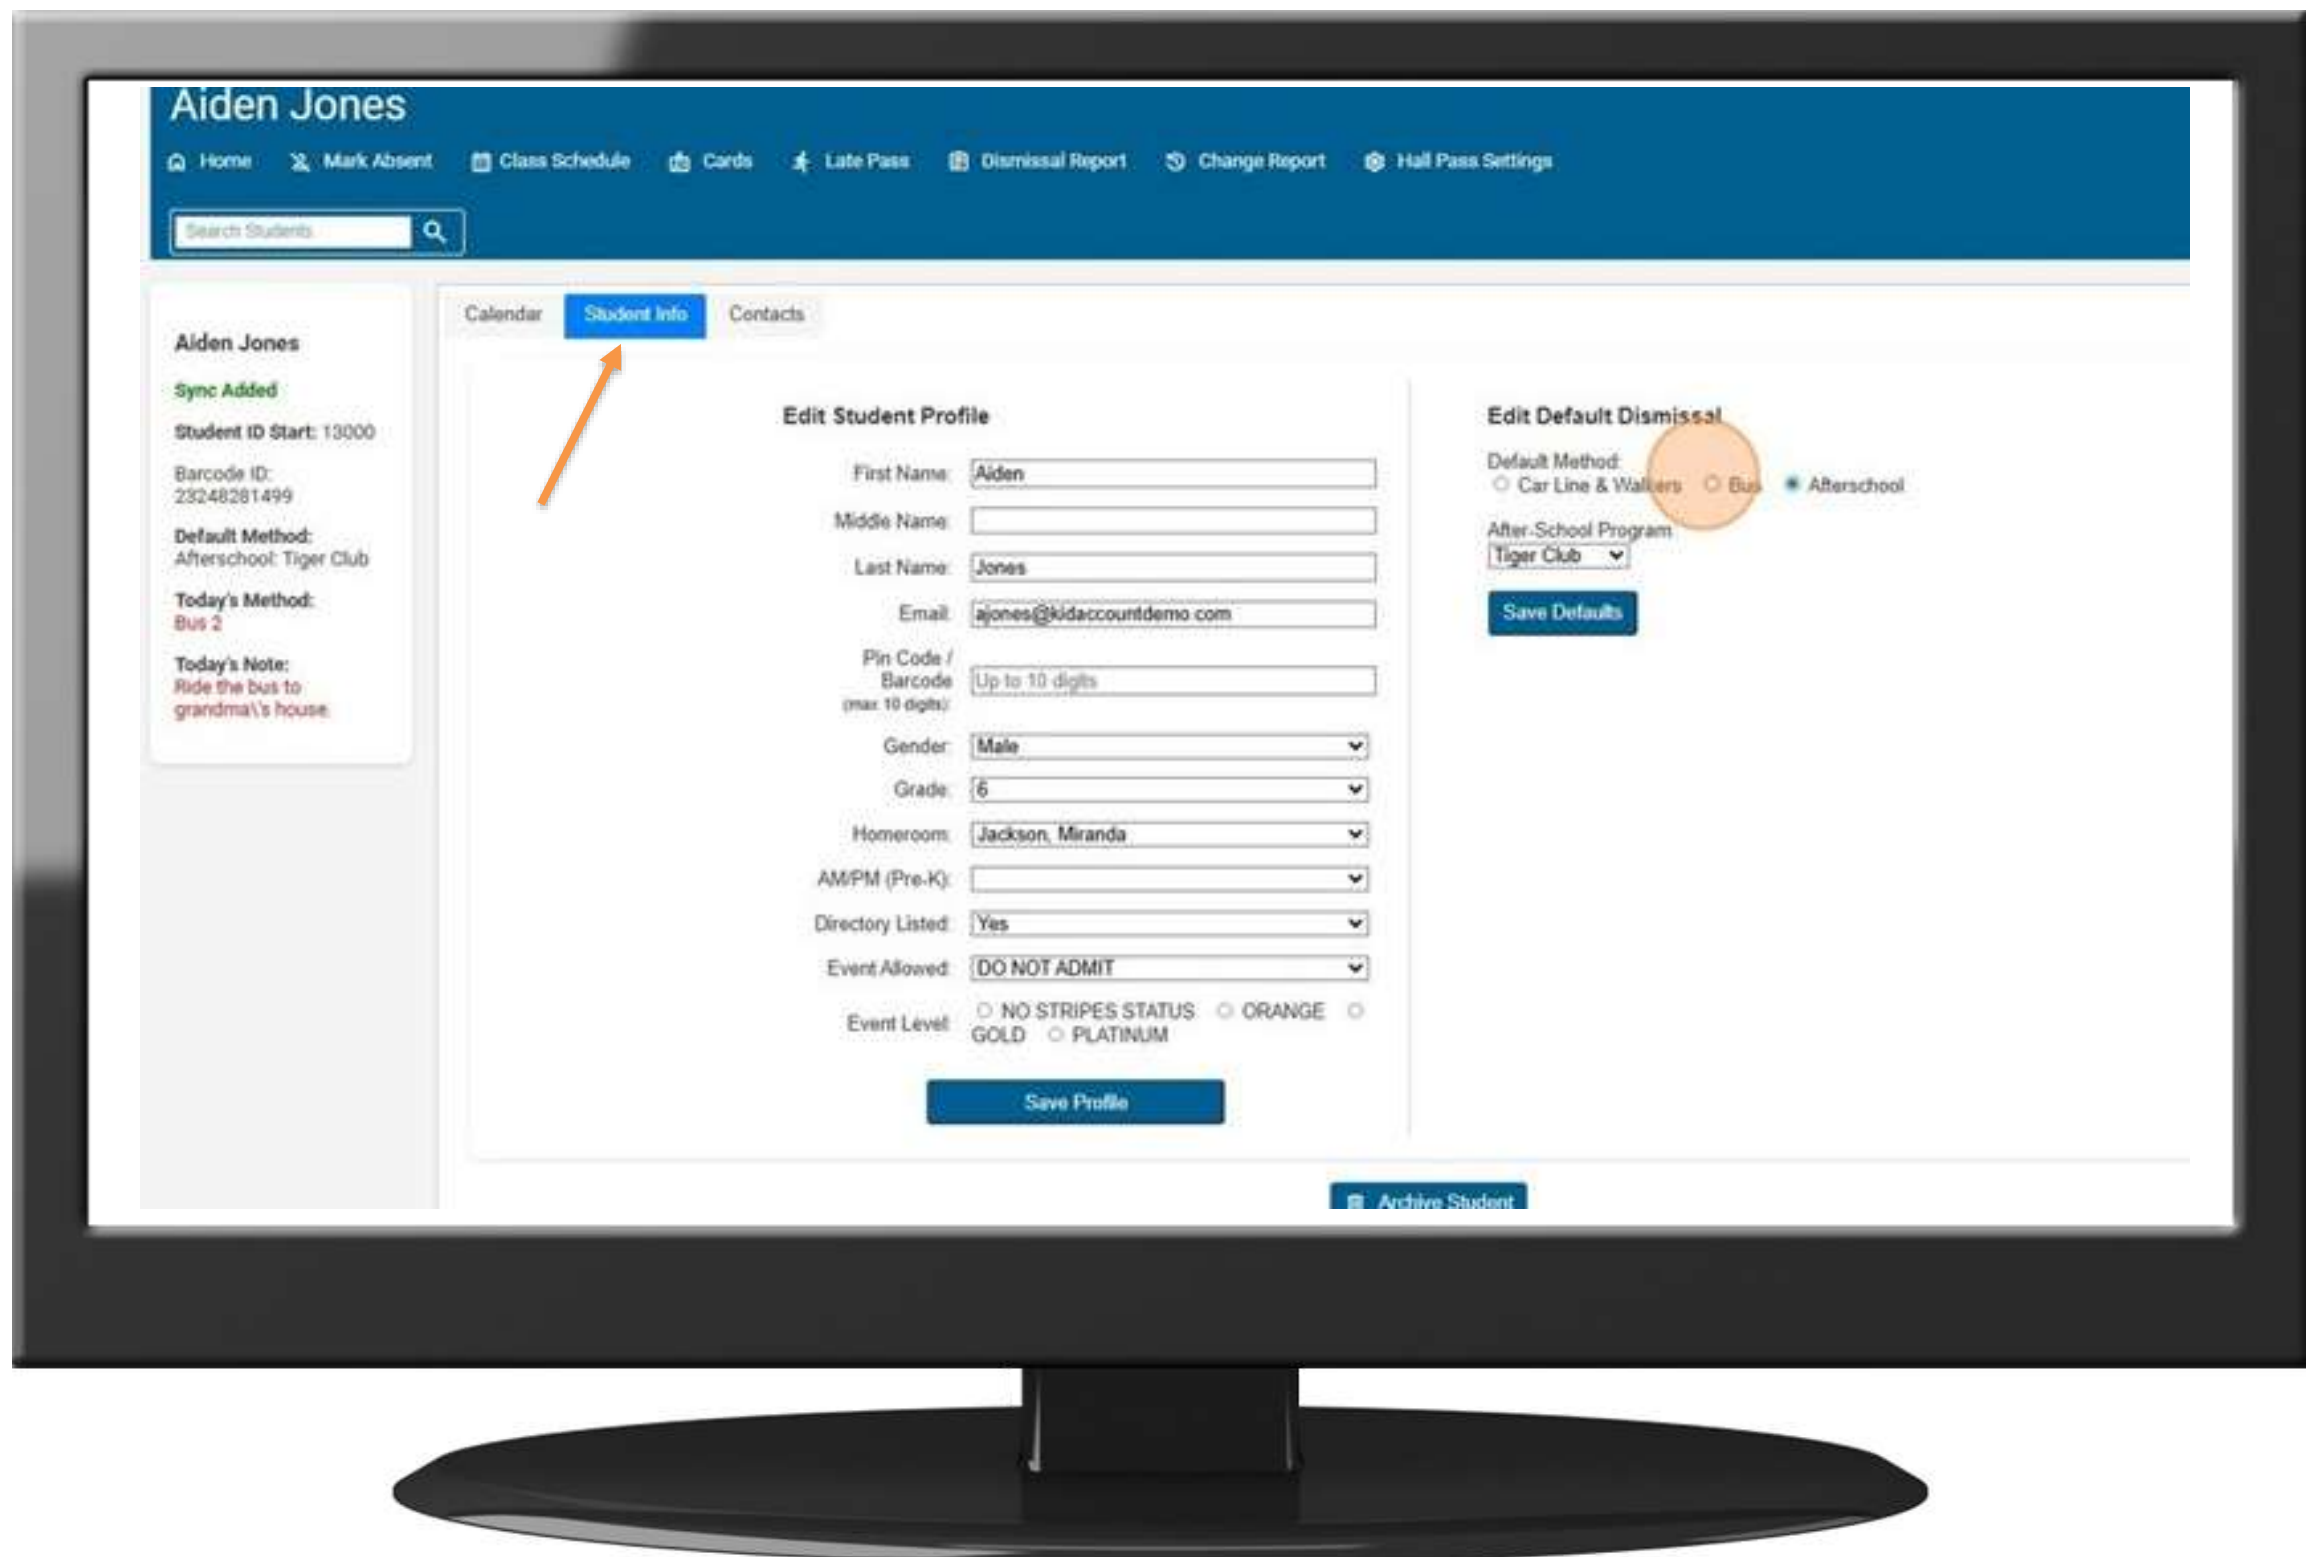 Aiden Jones
Home Mark Absent Class Schedule Cards Late Pass Dismissal Report Change Report Hall Pass Settings
Search Students
Calendar Student Info Contacts
Aiden Jones
Sync Added
Student ID Start: 13000
Barcode ID:
23248281499
Default Method:
Afterschool: Tiger Club
Today's Method:
Bus 2
Today's Note:
Ride the bus to
grandma\'s house.
Edit Student Profile
First Name: Aiden
Middle Name:
Last Name: Jones
Email: ajones@kidaccountdemo.com
Pin Code /
Barcode
(max 10 digits):
Up to 10 digits
Gender: Male
Grade: 6
Homeroom: Jackson, Miranda
AM/PM (Pre-K):
Directory Listed: Yes
Event Allowed: DO NOT ADMIT
Event Level: NO STRIPES STATUS ORANGE
GOLD PLATINUM
Save Profile
Edit Default Dismissal
Default Method:
Car Line & Walkers Bus Afterschool
After-School Program
Tiger Club
Save Defaults
Archive Student